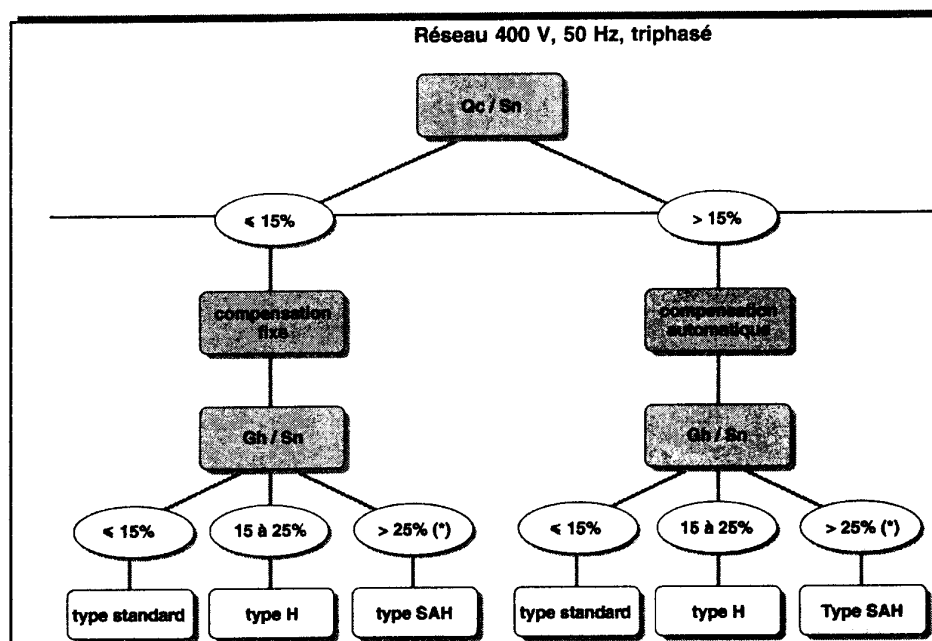 Réseau 400 V, 50 Hz, triphasé
Qc / Sn
≤ 15%
> 15%
compensation
fixe
compensation
automatique
Gh / Sn
Gh / Sn
≤ 15%
15 à 25%
> 25% (*)
≤ 15%
15 à 25%
> 25% (*)
type standard
type H
type SAH
type standard
type H
Type SAH